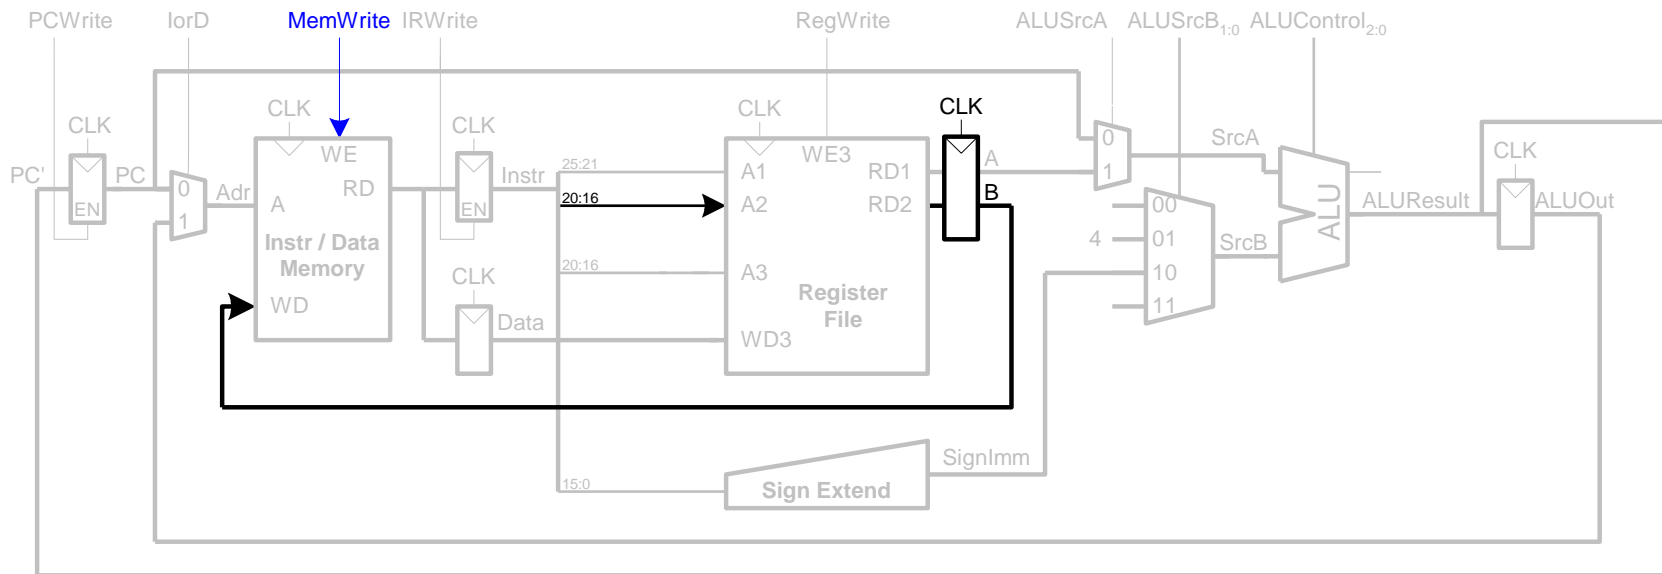 PCWrite IorD MemWrite IRWrite RegWrite ALUSrcA ALUSrcB1:0 ALUControl2:0
CLK CLK CLK CLK CLK CLK
PC' PC EN
0 1 Adr
WE
A RD
Instr / Data
Memory
WD
EN Instr
CLK
Data
25:21
20:16
20:16
15:0
A1 WE3 RD1
A2 RD2
A3
Register
File
WD3
A
B
SignImm
Sign Extend
0
1
SrcA
00
4 01
10
11
SrcB
ALU
ALUResult
ALUOut